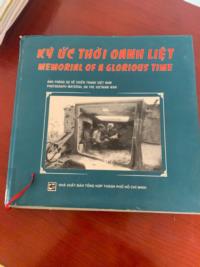 KÝ ỨC THỜI OANH LIỆT
MEMORIAL OF A GLORIOUS TIME
ẢNH PHÓNG SỰ VỀ CHIẾN TRANH VIỆT NAM
PHOTOGRAPH MATERIAL ON THE VIETNAM WAR
NHÀ XUẤT BẢN TỔNG HỢP THÀNH PHỐ HỒ CHÍ MINH